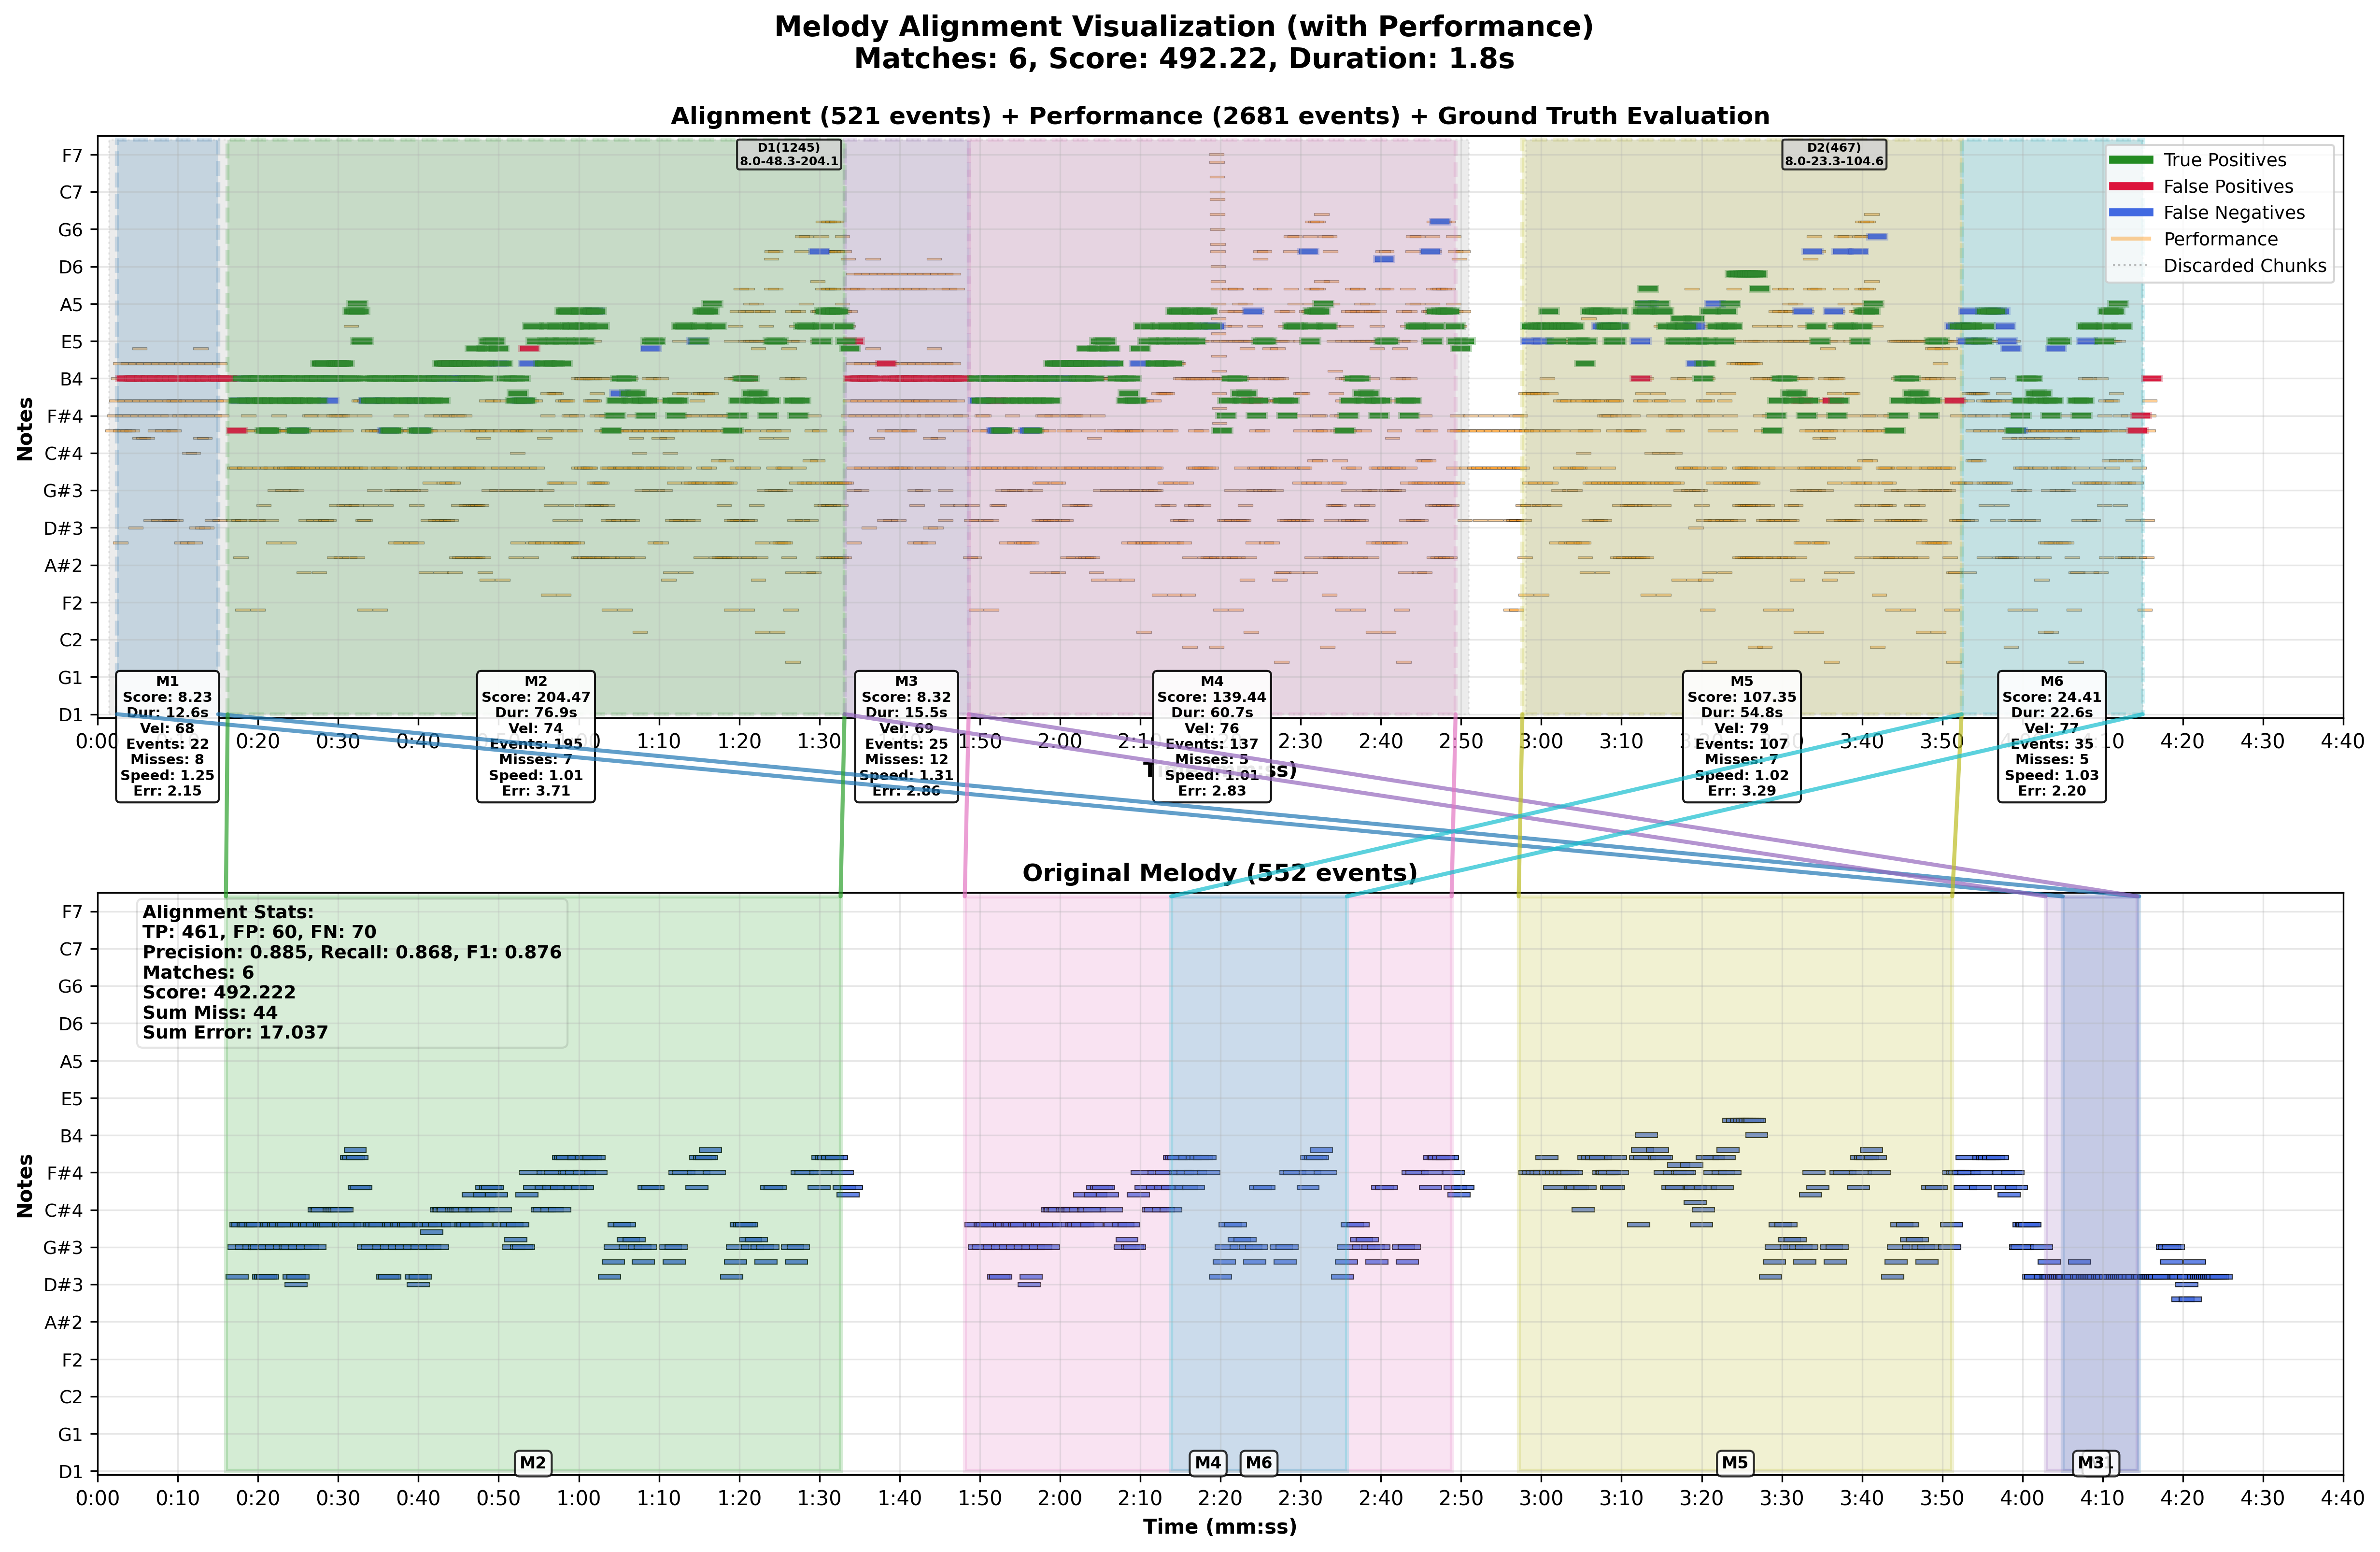 Melody Alignment Visualization (with Performance)
Matches: 6, Score: 492.22, Duration: 1.8s
Alignment (521 events) + Performance (2681 events) + Ground Truth Evaluation
Notes
F7
C7
G6
D6
A5
E5
B4
F#4
C#4
G#3
D#3
A#2
F2
C2
G1
D1
D1(1245)
8.0-48.3-204.1
D2(467)
8.0-23.3-104.6
True Positives
False Positives
False Negatives
Performance
Discarded Chunks
M1
Score: 8.23
Dur: 12.6s
Vel: 68
Events: 22
Misses: 8
Speed: 1.25
Err: 2.15
M2
Score: 204.47
Dur: 76.9s
Vel: 74
Events: 195
Misses: 7
Speed: 1.01
Err: 3.71
M3
Score: 8.32
Dur: 15.5s
Vel: 69
Events: 25
Misses: 12
Speed: 1.31
Err: 2.86
M4
Score: 139.44
Dur: 60.7s
Vel: 76
Events: 137
Misses: 5
Speed: 1.01
Err: 2.83
M5
Score: 107.35
Dur: 54.8s
Vel: 79
Events: 107
Misses: 7
Speed: 1.02
Err: 3.29
M6
Score: 24.41
Dur: 22.6s
Vel: 77
Events: 35
Misses: 5
Speed: 1.03
Err: 2.20
0:20 0:30 0:40 1:10 1:20 1:30 2:00 2:30 2:40 2:50 3:00 3:10 3:40 3:50 4:20 4:30 4:40
Original Melody (552 events)
Notes
F7
C7
G6
D6
A5
E5
B4
F#4
C#4
G#3
D#3
A#2
F2
C2
G1
D1
Alignment Stats:
TP: 461, FP: 60, FN: 70
Precision: 0.885, Recall: 0.868, F1: 0.876
Matches: 6
Score: 492.222
Sum Miss: 44
Sum Error: 17.037
M2
M4
M6
M5
M3
0:00 0:10 0:20 0:30 0:40 0:50 1:00 1:10 1:20 1:30 1:40 1:50 2:00 2:10 2:20 2:30 2:40 2:50 3:00 3:10 3:20 3:30 3:40 3:50 4:00 4:10 4:20 4:30 4:40
Time (mm:ss)